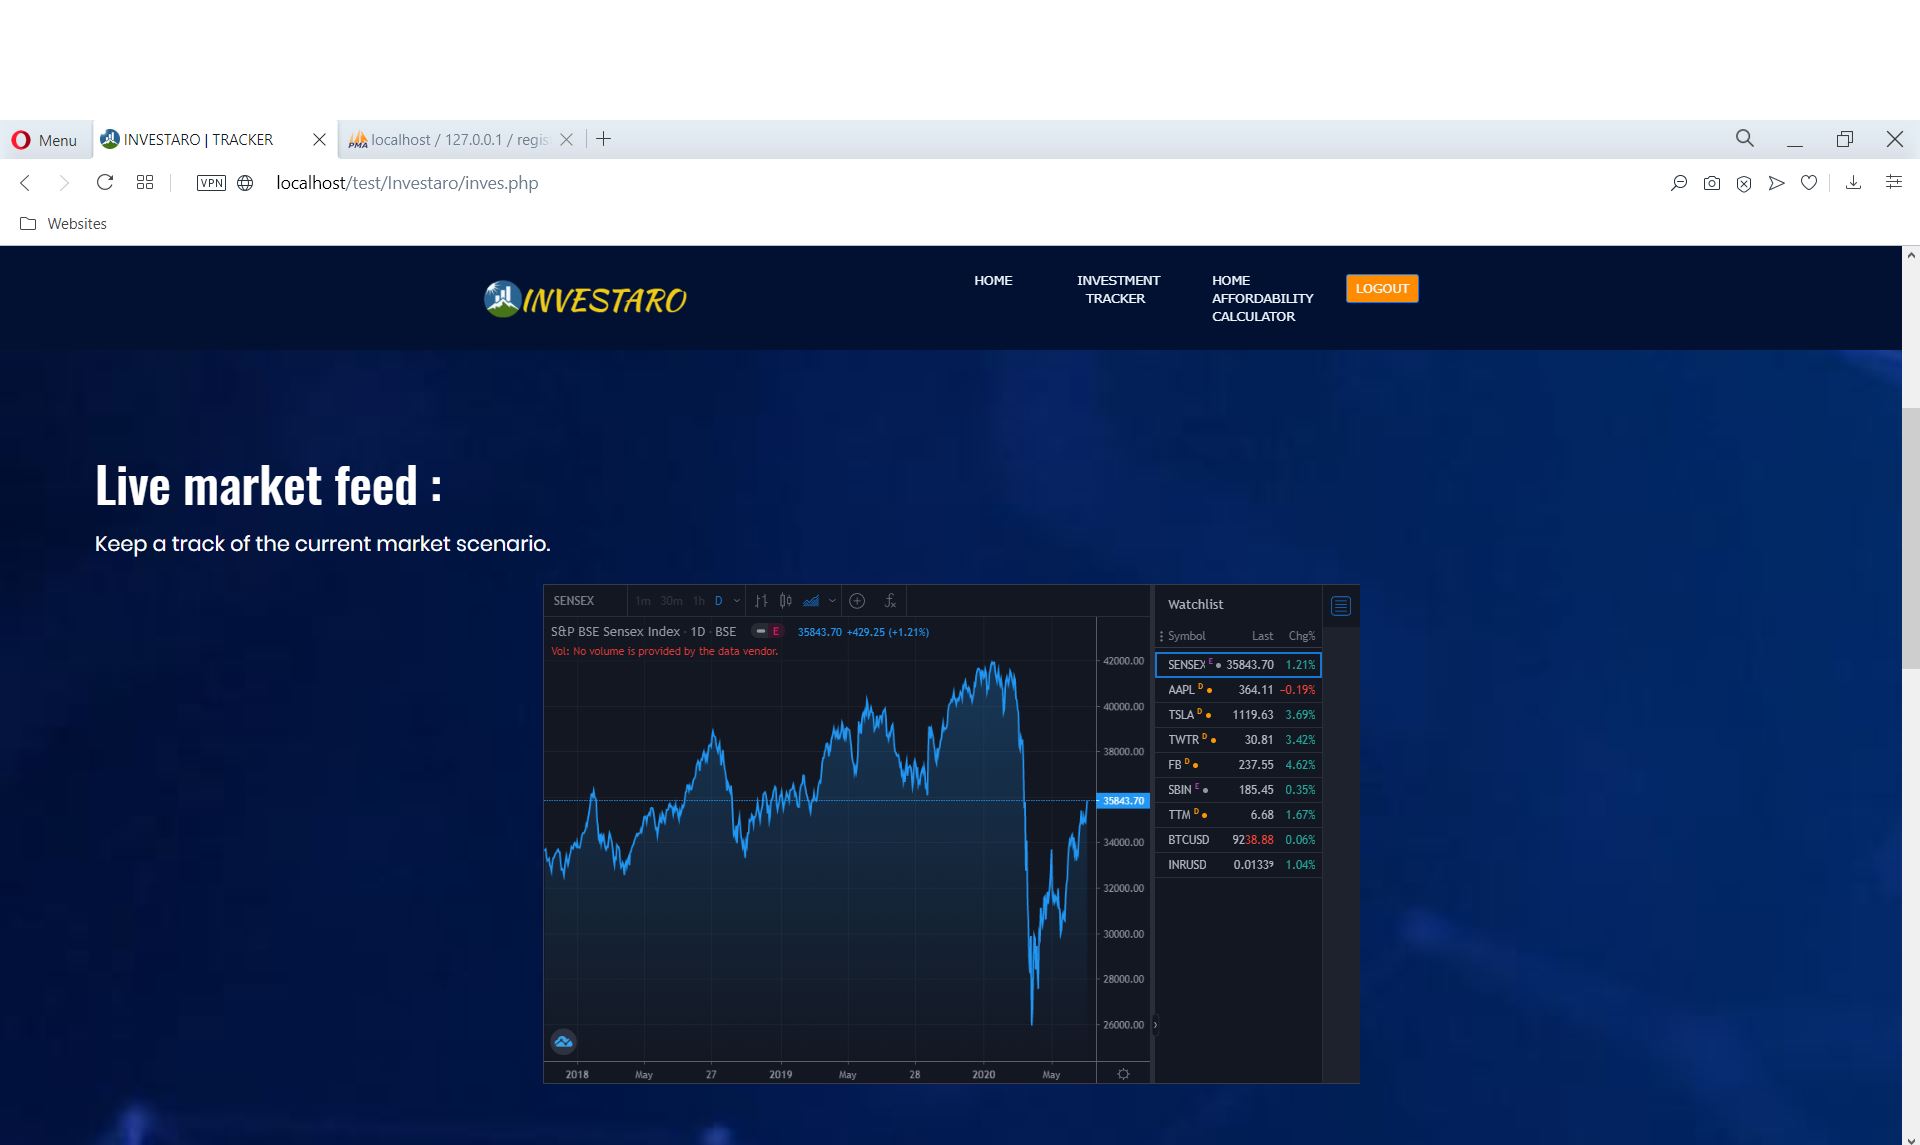 Menu
INVESTARO | TRACKER
localhost / 127.0.0.1 / regis
VPN
localhost/test/Investaro/inves.php
Websites
INVESTARO
HOME
INVESTMENT
TRACKER
HOME
AFFORDABILITY
CALCULATOR
LOGOUT
Live market feed :
Keep a track of the current market scenario.
SENSEX 1m 30m 1h D
S&P BSE Sensex Index · 1D · BSE E 35843.70 +429.25 (+1.21%)
Vol: No volume is provided by the data vendor.
42000.00
40000.00
38000.00
35843.70
34000.00
32000.00
30000.00
28000.00
26000.00
2018 May 27 2019 May 28 2020 May
Watchlist
Symbol Last Chg%
SENSEX E 35843.70 1.21%
AAPL D 364.11 −0.19%
TSLA D 1119.63 3.69%
TWTR D 30.81 3.42%
FB D 237.55 4.62%
SBIN E 185.45 0.35%
TTM D 6.68 1.67%
BTCUSD 9238.88 0.06%
INRUSD 0.01339 1.04%